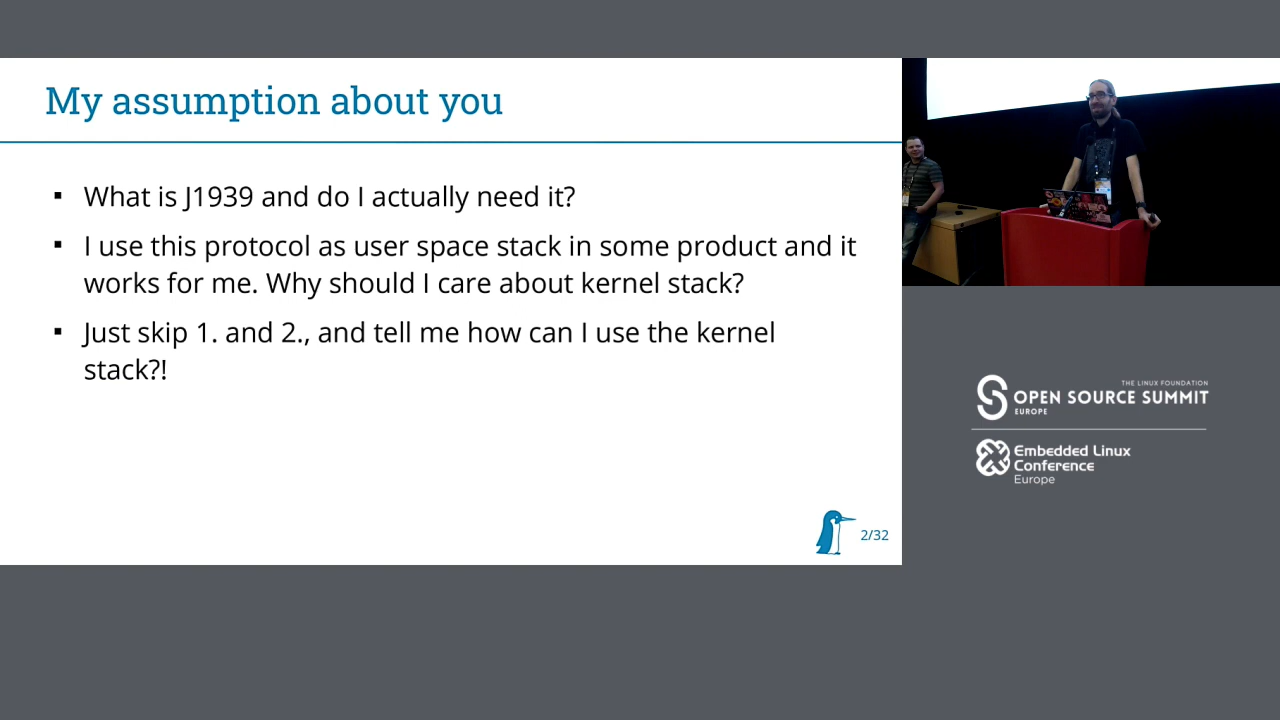 My assumption about you
▪ What is J1939 and do I actually need it?
▪ I use this protocol as user space stack in some product and it
works for me. Why should I care about kernel stack?
▪ Just skip 1. and 2., and tell me how can I use the kernel
stack?!
2/32
THE LINUX FOUNDATION
OPEN SOURCE SUMMIT
EUROPE
Embedded Linux
Conference
Europe